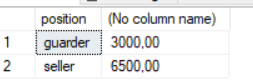 position (No column name)
1 guarder 3000,00
2 seller 6500,00